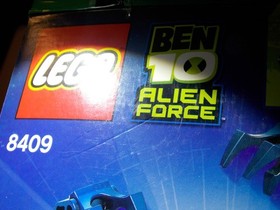 LEGO
BEN
10
ALIEN
FORCE
8409